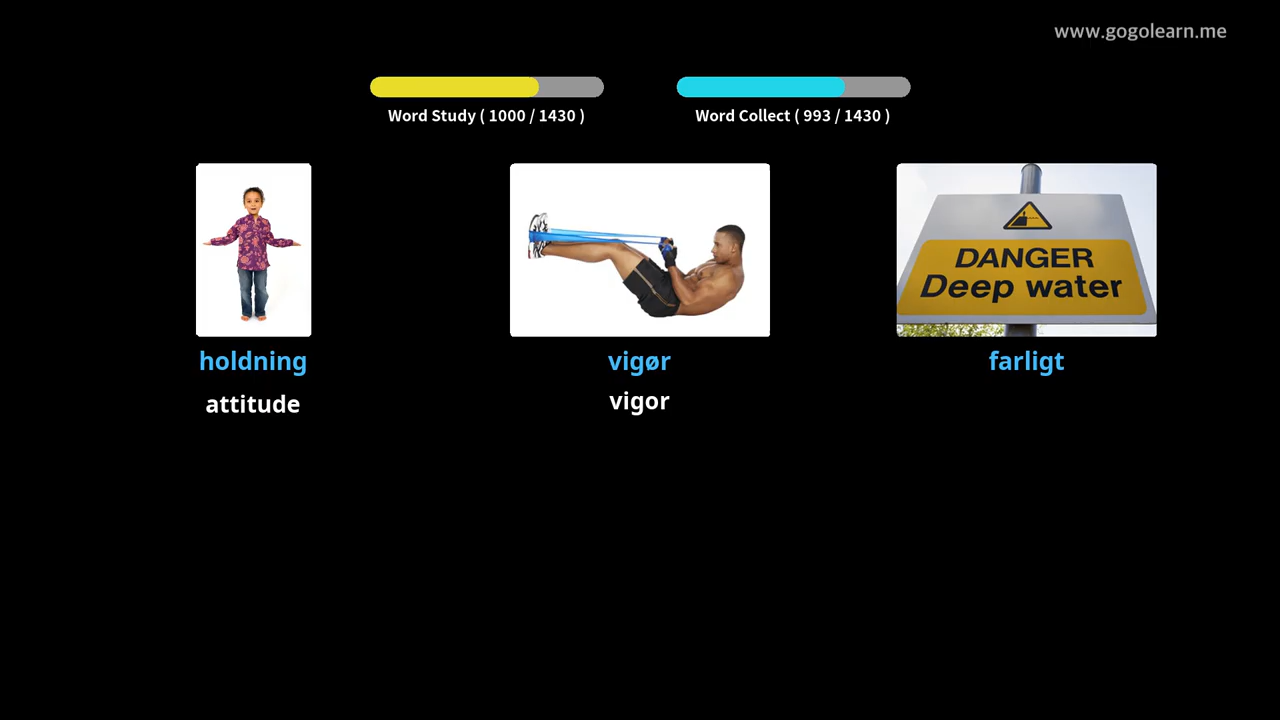 www.gogolearn.me
Word Study ( 1000 / 1430 )
Word Collect ( 993 / 1430 )
DANGER
Deep water
holdning
vigør
farligt
attitude
vigor